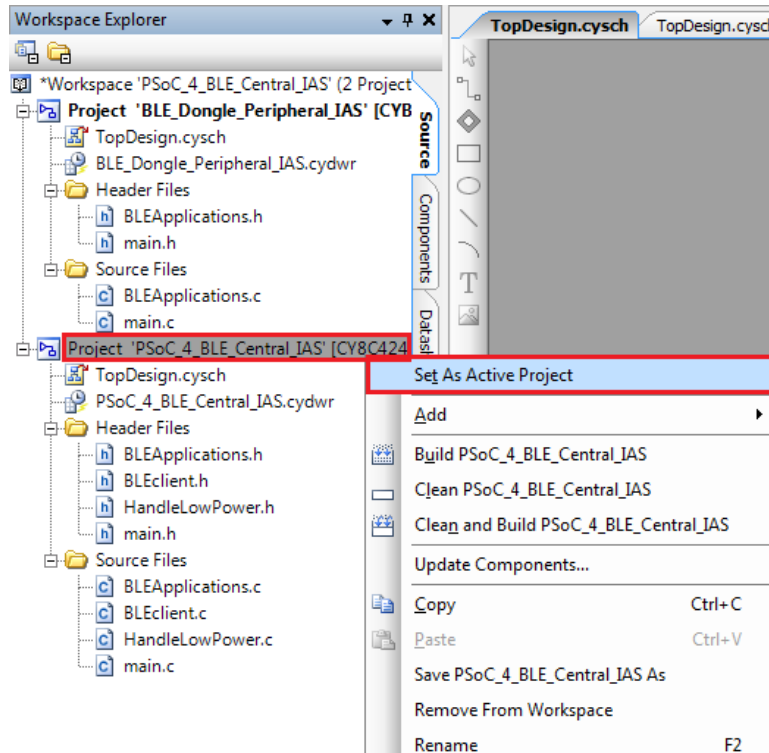 Workspace Explorer
TopDesign.cysch
TopDesign.cysch
*Workspace 'PSoC_4_BLE_Central_IAS' (2 Project
Project 'BLE_Dongle_Peripheral_IAS' [CYB
TopDesign.cysch
BLE_Dongle_Peripheral_IAS.cydwr
Header Files
BLEApplications.h
main.h
Source Files
BLEApplications.c
main.c
Project 'PSoC_4_BLE_Central_IAS' [CY8C424
TopDesign.cysch
PSoC_4_BLE_Central_IAS.cydwr
Header Files
BLEApplications.h
BLEclient.h
HandleLowPower.h
main.h
Source Files
BLEApplications.c
BLEclient.c
HandleLowPower.c
main.c
Source
Components
Datash
Set As Active Project
Add
Build PSoC_4_BLE_Central_IAS
Clean PSoC_4_BLE_Central_IAS
Clean and Build PSoC_4_BLE_Central_IAS
Update Components...
Copy Ctrl+C
Paste Ctrl+V
Save PSoC_4_BLE_Central_IAS As
Remove From Workspace
Rename F2